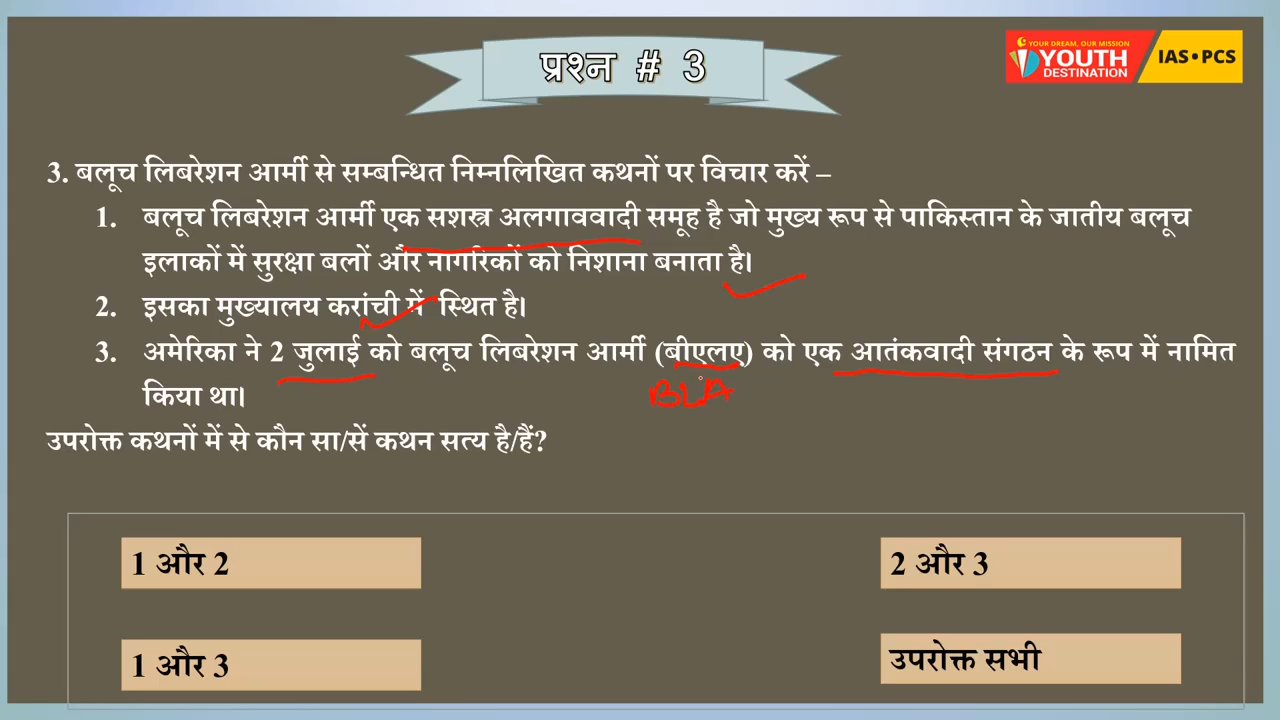 प्रश्न # 3
YOUR DREAM, OUR MISSION
YOUTH
DESTINATION
IAS•PCS
3. बलूच लिबरेशन आर्मी से सम्बन्धित निम्नलिखित कथनों पर विचार करें –
1. बलूच लिबरेशन आर्मी एक सशस्त्र अलगाववादी समूह है जो मुख्य रूप से पाकिस्तान के जातीय बलूच
इलाकों में सुरक्षा बलों और नागरिकों को निशाना बनाता है।
2. इसका मुख्यालय करांची में स्थित है।
3. अमेरिका ने 2 जुलाई को बलूच लिबरेशन आर्मी (बीएलए) को एक आतंकवादी संगठन के रूप में नामित
किया था।
BLA
उपरोक्त कथनों में से कौन सा/सें कथन सत्य है/हैं?
1 और 2
2 और 3
1 और 3
उपरोक्त सभी